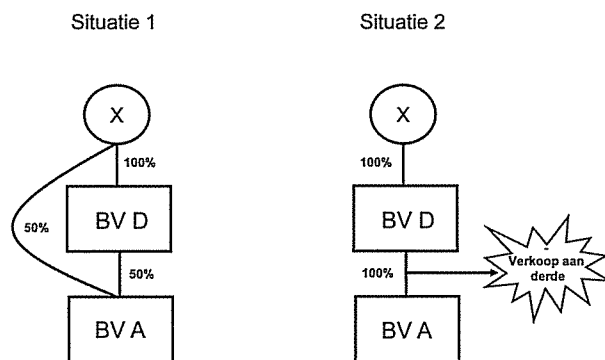 Situatie 1
X
100%
BV D
50%
50%
BV A
Situatie 2
X
100%
BV D
100%
-
Verkoop aan
derde
BV A